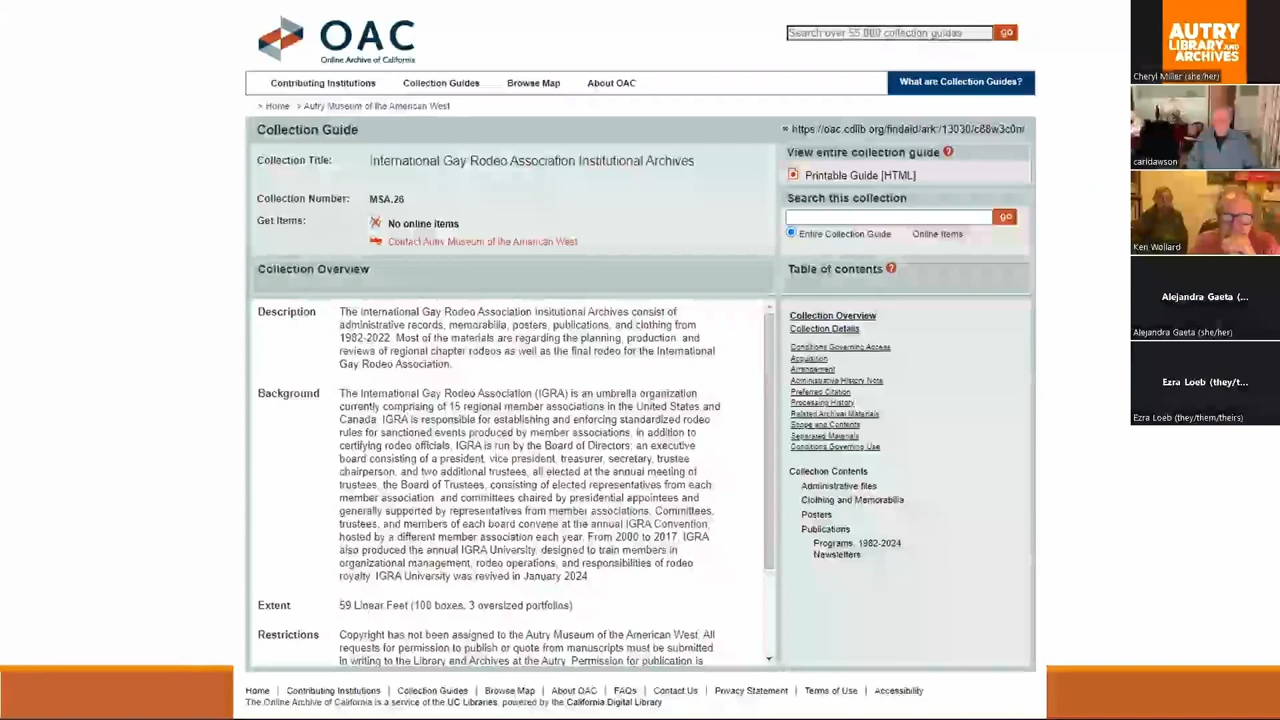 OAC
Online Archive of California
Search over 55,000 collection guides
go
Contributing Institutions
Collection Guides
Browse Map
About OAC
What are Collection Guides?
> Home > Autry Museum of the American West
Collection Guide
Collection Title:
International Gay Rodeo Association Institutional Archives
Collection Number:
MSA.26
Get Items:
No online items
Contact Autry Museum of the American West
https://oac.cdlib.org/findaid/ark:/13030/c88w3c0n/
View entire collection guide ?
Printable Guide [HTML]
Search this collection
go
Entire Collection Guide
Online Items
Collection Overview
Table of contents ?
Description
The International Gay Rodeo Association Insitutional Archives consist of
administrative records, memorabilia, posters, publications, and clothing from
1982-2022. Most of the materials are regarding the planning, production and
reviews of regional chapter rodeos as well as the final rodeo for the International
Gay Rodeo Association.
Background
The International Gay Rodeo Association (IGRA) is an umbrella organization
currently comprising of 15 regional member associations in the United States and
Canada. IGRA is responsible for establishing and enforcing standardized rodeo
rules for sanctioned events produced by member associations, in addition to
certifying rodeo officials. IGRA is run by the Board of Directors; an executive
board consisting of a president, vice president, treasurer, secretary, trustee
chairperson, and two additional trustees, all elected at the annual meeting of
trustees, the Board of Trustees, consisting of elected representatives from each
member association, and committees chaired by presidential appointees and
generally supported by representatives from member associations. Committees,
trustees, and members of each board convene at the annual IGRA Convention,
hosted by a different member association each year. From 2000 to 2017, IGRA
also produced the annual IGRA University, designed to train members in
organizational management, rodeo operations, and responsibilities of rodeo
royalty. IGRA University was revived in January 2024
Extent
59 Linear Feet (100 boxes, 3 oversized portfolios)
Restrictions
Copyright has not been assigned to the Autry Museum of the American West. All
requests for permission to publish or quote from manuscripts must be submitted
in writing to the Library and Archives at the Autry. Permission for publication is
Collection Overview
Collection Details
Conditions Governing Access
Acquisition
Arrangement
Administrative History Note
Preferred Citation
Processing History
Related Archival Materials
Scope and Contents
Separated Materials
Conditions Governing Use
Collection Contents
Administrative files
Clothing and Memorabilia
Posters
Publications
Programs, 1982-2024
Newsletters
Home | Contributing Institutions | Collection Guides | Browse Map | About OAC | FAQs | Contact Us | Privacy Statement | Terms of Use | Accessibility
The Online Archive of California is a service of the UC Libraries, powered by the California Digital Library
AUTRY
LIBRARY AND
ARCHIVES
Cheryl Miller (she/her)
caridawson
Ken Wollard
Alejandra Gaeta (...
Alejandra Gaeta (she/her)
Ezra Loeb (they/t...
Ezra Loeb (they/them/theirs)